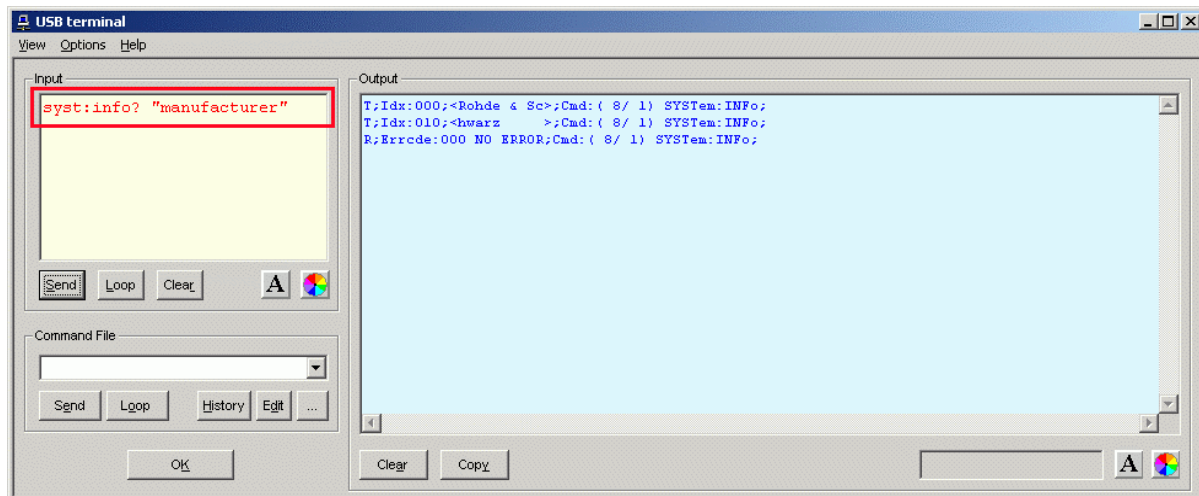 USB terminal
View Options Help
Input
syst:info? "manufacturer"
Send Loop Clear A
Command File
Send Loop History Edit ...
OK
Output
T;Idx:000;<Rohde & Sc>;Cmd:( 8/ 1) SYSTem:INFo;
T;Idx:010;<hwarz     >;Cmd:( 8/ 1) SYSTem:INFo;
R;Errcde:000 NO ERROR;Cmd:( 8/ 1) SYSTem:INFo;
Clear Copy A